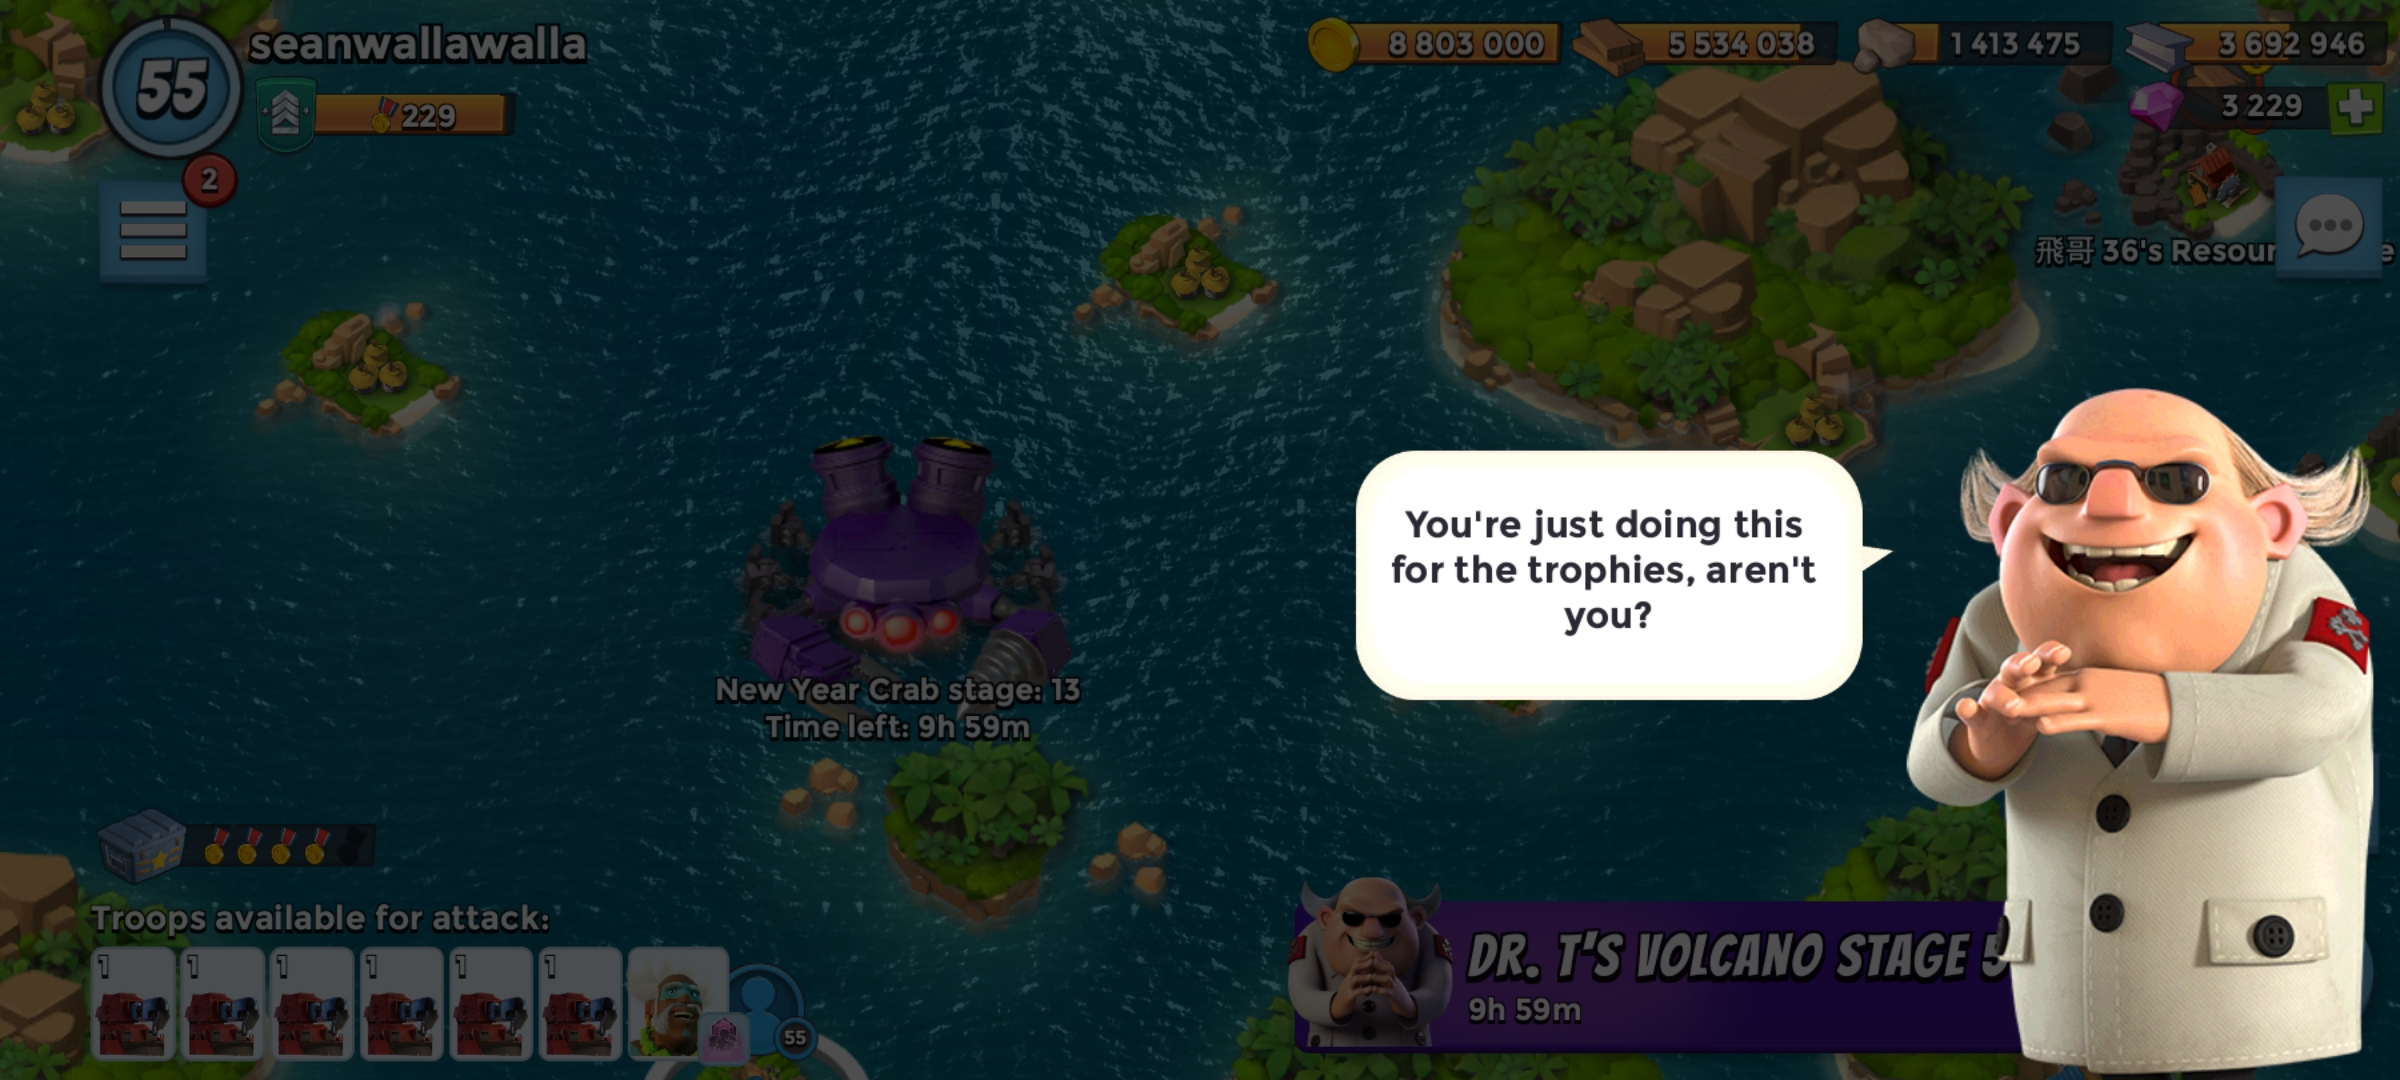 55
seanwallawalla
229
2
8 803 000
5 534 038
1 413 475
3 692 946
3 229
飛哥 36's Resour
You're just doing this
for the trophies, aren't
you?
New Year Crab stage: 13
Time left: 9h 59m
Troops available for attack:
1
1
1
1
1
1
55
DR. T'S VOLCANO STAGE 5
9h 59m